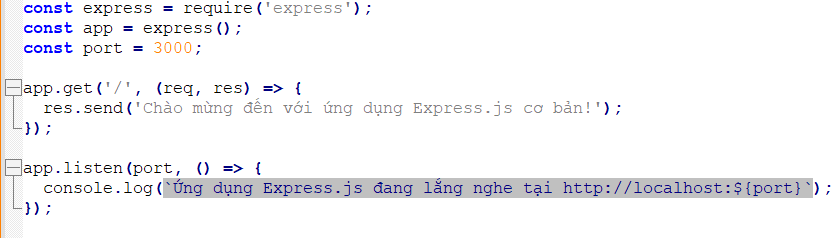 const express = require('express');
const app = express();
const port = 3000;
app.get('/', (req, res) => {
res.send('Chào mừng đến với ứng dụng Express.js cơ bản!');
});
app.listen(port, () => {
console.log(`Ứng dụng Express.js đang lắng nghe tại http://localhost:${port}`);
});